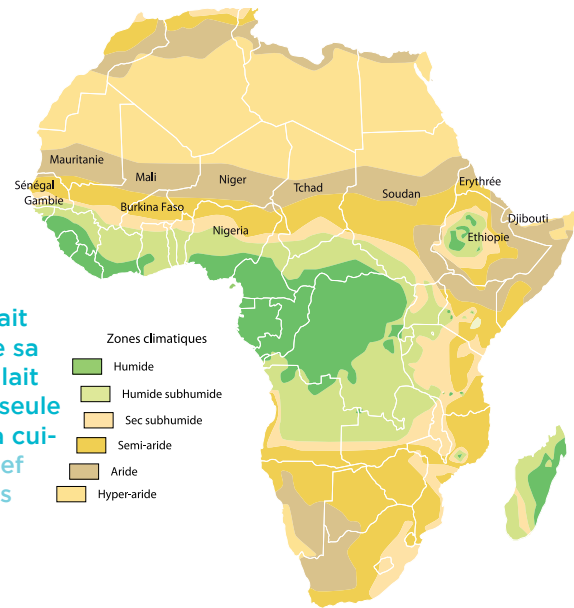 Mauritanie
Mali
Niger
Tchad
Soudan
Erythrée
Sénégal
Gambie
Burkina Faso
Djibouti
Nigeria
Ethiopie
ait
e sa
lait
seule
a cui-
ef
s
Zones climatiques
Humide
Humide subhumide
Sec subhumide
Semi-aride
Aride
Hyper-aride